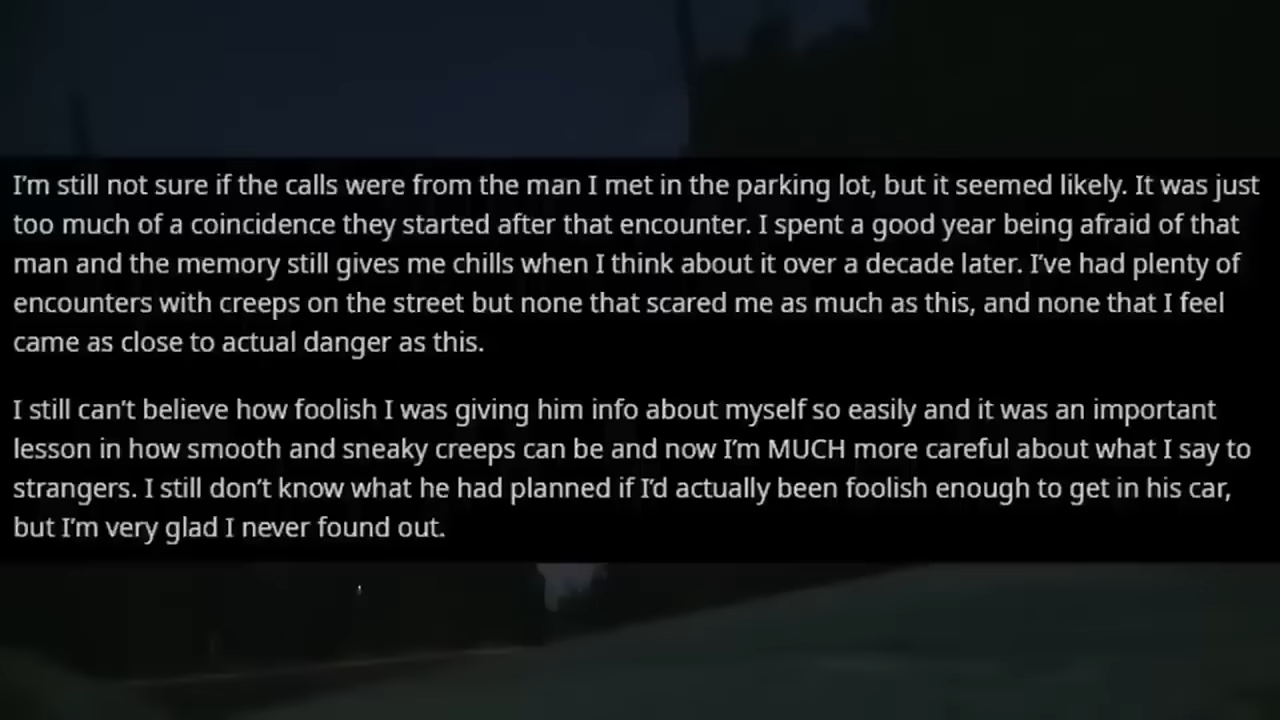 I'm still not sure if the calls were from the man I met in the parking lot, but it seemed likely. It was just
too much of a coincidence they started after that encounter. I spent a good year being afraid of that
man and the memory still gives me chills when I think about it over a decade later. I've had plenty of
encounters with creeps on the street but none that scared me as much as this, and none that I feel
came as close to actual danger as this.
I still can't believe how foolish I was giving him info about myself so easily and it was an important
lesson in how smooth and sneaky creeps can be and now I'm MUCH more careful about what I say to
strangers. I still don't know what he had planned if I'd actually been foolish enough to get in his car,
but I'm very glad I never found out.